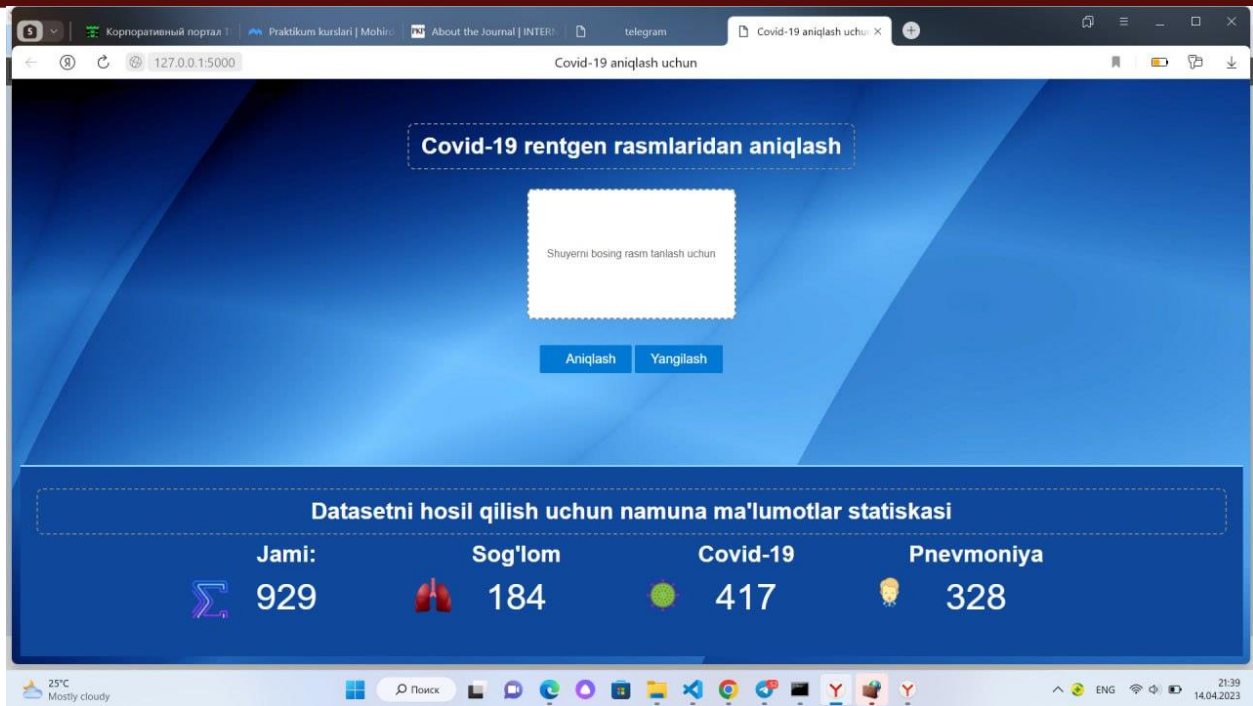 5
Корпоративный портал Т
Praktikum kurslari | Mohiro
About the Journal | INTER
telegram
Covid-19 aniqlash uchu
127.0.0.1:5000
Covid-19 aniqlash uchun
Covid-19 rentgen rasmlaridan aniqlash
Shuyerni bosing rasm tanlash uchun
Aniqlash
Yangilash
Datasetni hosil qilish uchun namuna ma'lumotlar statiskasi
Jami:
Sog'lom
Covid-19
Pnevmoniya
929
184
417
328
25°C
Mostly cloudy
Поиск
ENG
21:39
14.04.2023